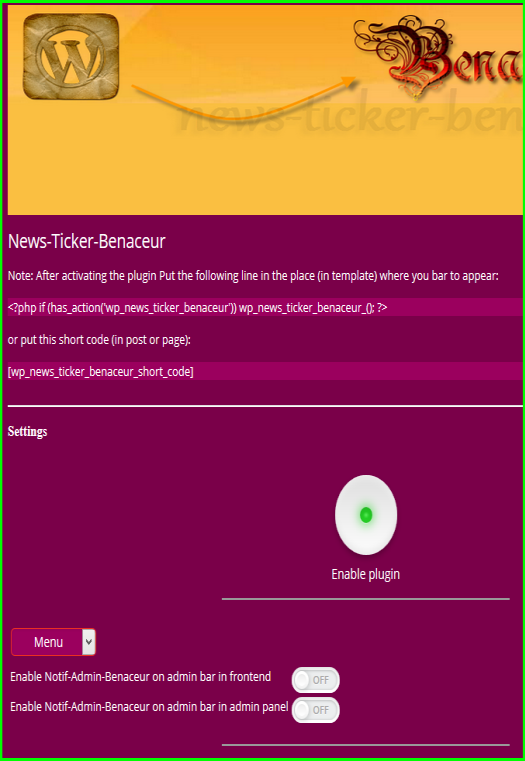 Bena
news-ticker-ben
News-Ticker-Benaceur
Note: After activating the plugin Put the following line in the place (in template) where you bar to appear:
<?php if (has_action('wp_news_ticker_benaceur')) wp_news_ticker_benaceur_(); ?>
or put this short code (in post or page):
[wp_news_ticker_benaceur_short_code]
Settings
Enable plugin
Menu
Enable Notif-Admin-Benaceur on admin bar in frontend OFF
Enable Notif-Admin-Benaceur on admin bar in admin panel OFF